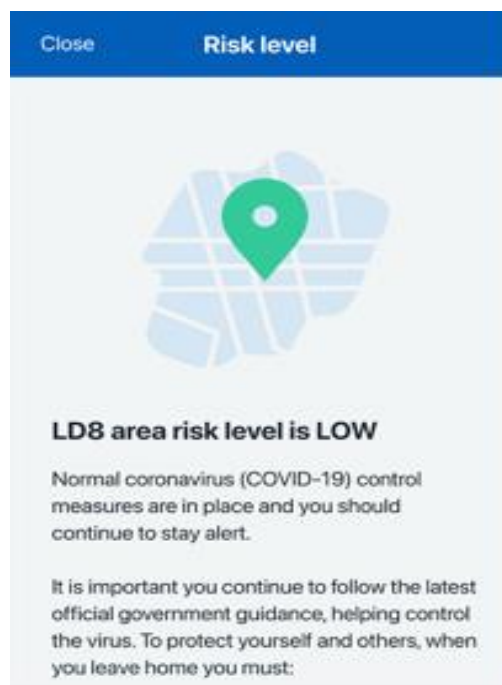 Close Risk level
LD8 area risk level is LOW
Normal coronavirus (COVID-19) control
measures are in place and you should
continue to stay alert.
It is important you continue to follow the latest
official government guidance, helping control
the virus. To protect yourself and others, when
you leave home you must: